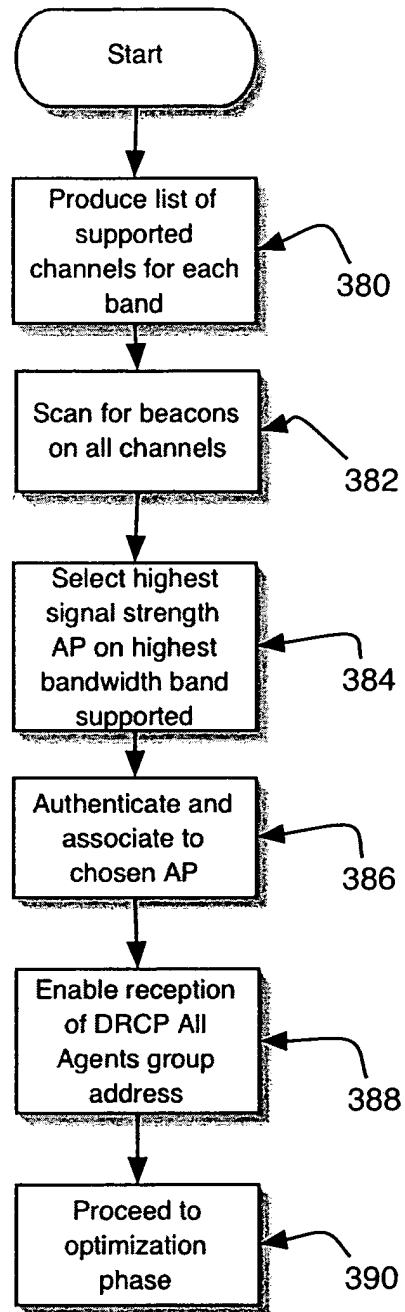 Start
Produce list of
supported
channels for each
band
380
Scan for beacons
on all channels
382
Select highest
signal strength
AP on highest
bandwidth band
supported
384
Authenticate and
associate to
chosen AP
386
Enable reception
of DRCP All
Agents group
address
388
Proceed to
optimization
phase
390